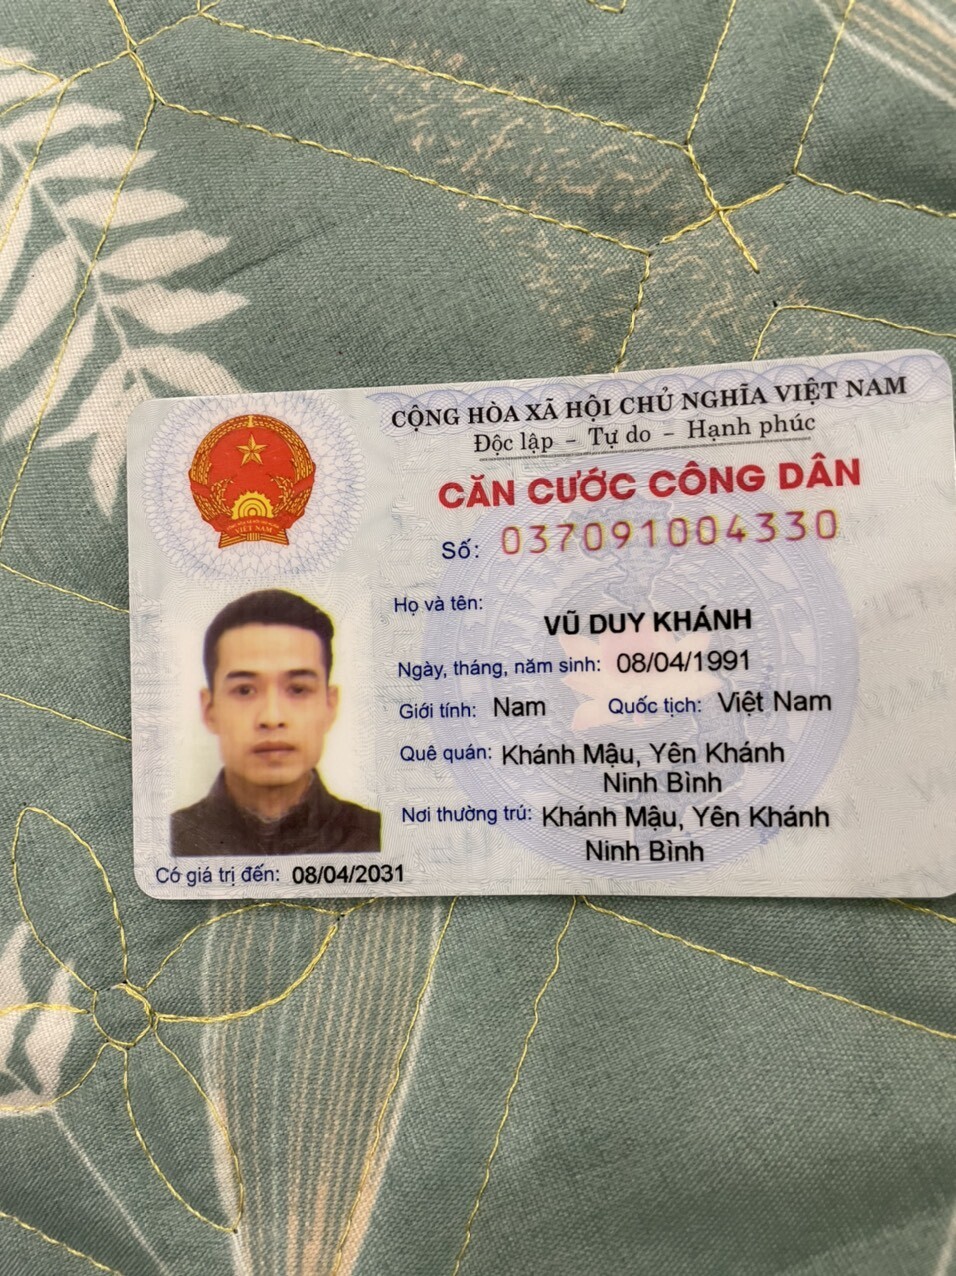 CỘNG HÒA XÃ HỘI CHỦ NGHĨA VIỆT NAM
Độc lập – Tự do – Hạnh phúc
CĂN CƯỚC CÔNG DÂN
Số: 037091004330
Họ và tên:
VŨ DUY KHÁNH
Ngày, tháng, năm sinh: 08/04/1991
Giới tính: Nam Quốc tịch: Việt Nam
Quê quán: Khánh Mậu, Yên Khánh
Ninh Bình
Nơi thường trú: Khánh Mậu, Yên Khánh
Ninh Bình
Có giá trị đến: 08/04/2031
VIỆT NAM